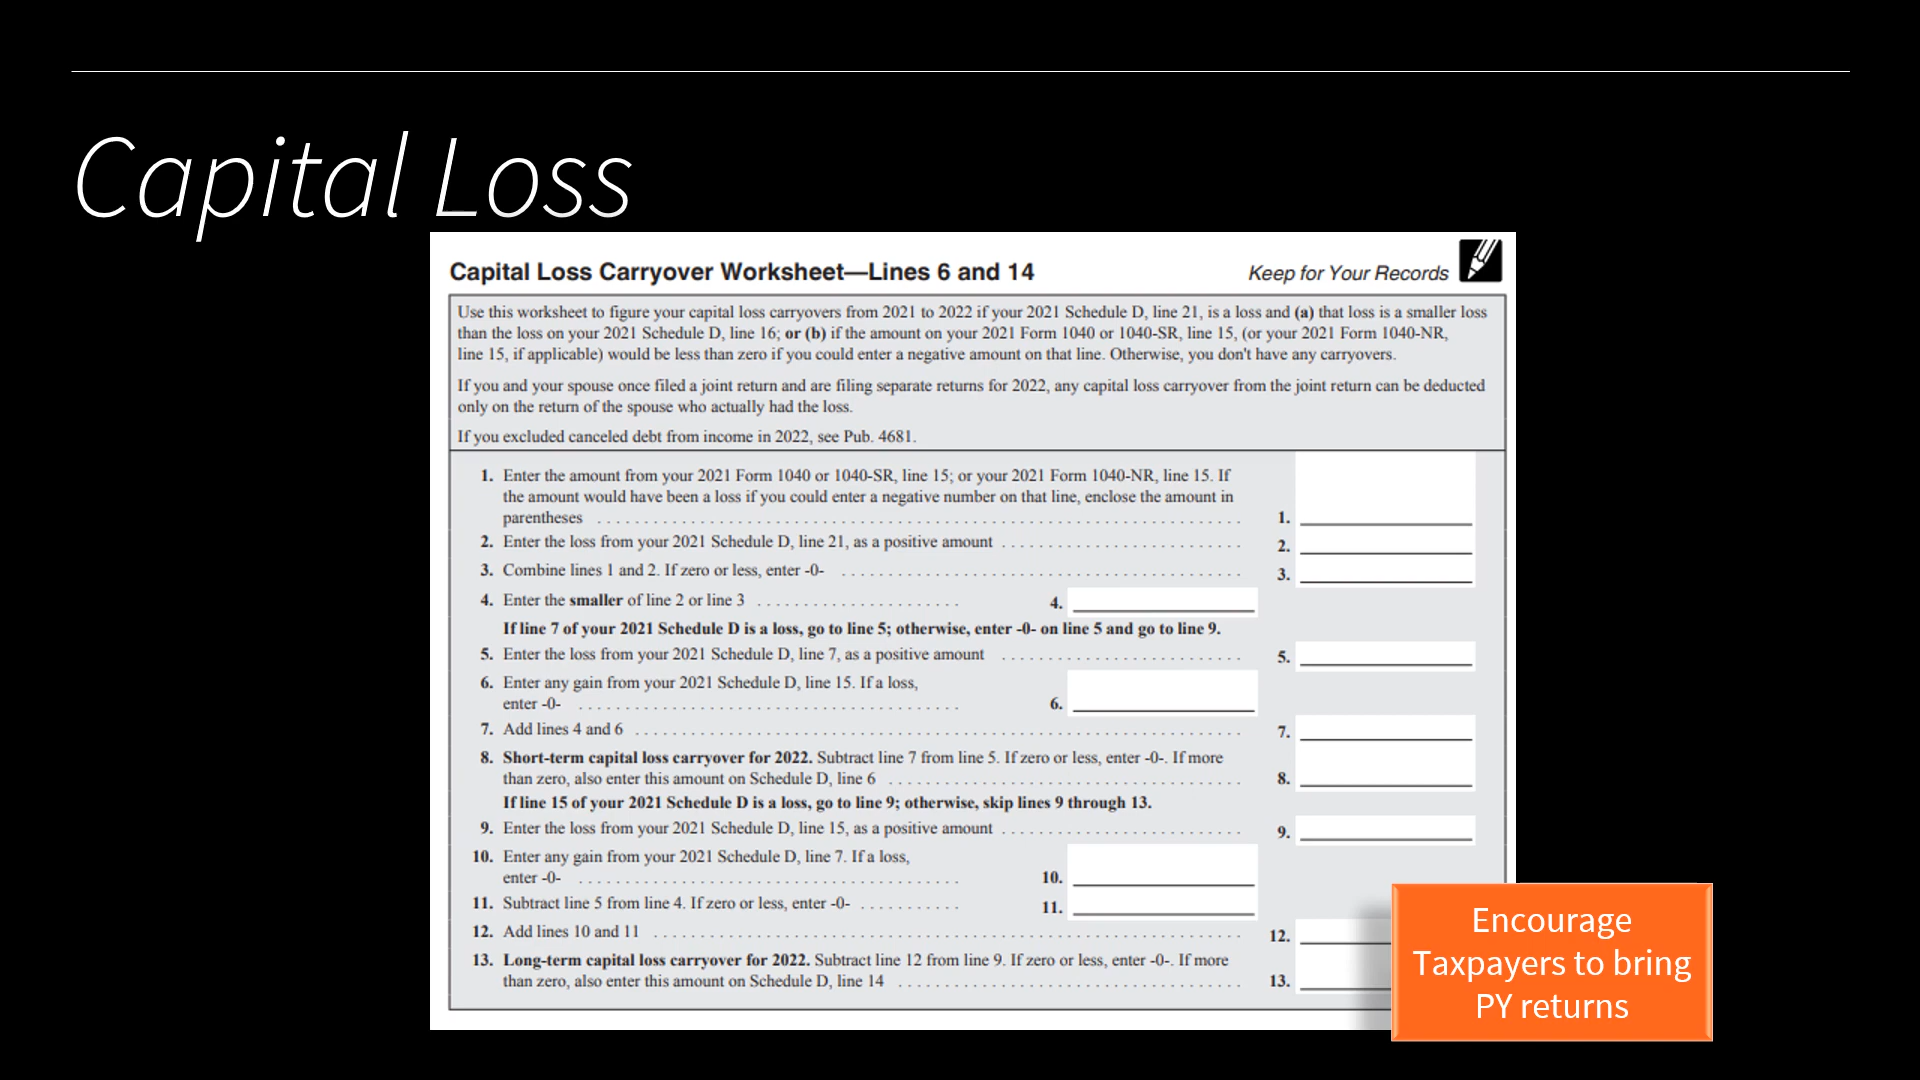 Capital Loss
Capital Loss Carryover Worksheet—Lines 6 and 14
Keep for Your Records
Use this worksheet to figure your capital loss carryovers from 2021 to 2022 if your 2021 Schedule D, line 21, is a loss and (a) that loss is a smaller loss
than the loss on your 2021 Schedule D, line 16; or (b) if the amount on your 2021 Form 1040 or 1040-SR, line 15, (or your 2021 Form 1040-NR,
line 15, if applicable) would be less than zero if you could enter a negative amount on that line. Otherwise, you don't have any carryovers.
If you and your spouse once filed a joint return and are filing separate returns for 2022, any capital loss carryover from the joint return can be deducted
only on the return of the spouse who actually had the loss.
If you excluded canceled debt from income in 2022, see Pub. 4681.
1. Enter the amount from your 2021 Form 1040 or 1040-SR, line 15; or your 2021 Form 1040-NR, line 15. If
the amount would have been a loss if you could enter a negative number on that line, enclose the amount in
parentheses . . . . . . . . . . 1.
2. Enter the loss from your 2021 Schedule D, line 21, as a positive amount . . . . . . . . . . 2.
3. Combine lines 1 and 2. If zero or less, enter -0- . . . . . . . . . . 3.
4. Enter the smaller of line 2 or line 3 . . . . . . . . . . 4.
If line 7 of your 2021 Schedule D is a loss, go to line 5; otherwise, enter -0- on line 5 and go to line 9.
5. Enter the loss from your 2021 Schedule D, line 7, as a positive amount . . . . . . . . . . 5.
6. Enter any gain from your 2021 Schedule D, line 15. If a loss,
enter -0- . . . . . . . . . . 6.
7. Add lines 4 and 6 . . . . . . . . . . 7.
8. Short-term capital loss carryover for 2022. Subtract line 7 from line 5. If zero or less, enter -0-. If more
than zero, also enter this amount on Schedule D, line 6 . . . . . . . . . . 8.
If line 15 of your 2021 Schedule D is a loss, go to line 9; otherwise, skip lines 9 through 13.
9. Enter the loss from your 2021 Schedule D, line 15, as a positive amount . . . . . . . . . . 9.
10. Enter any gain from your 2021 Schedule D, line 7. If a loss,
enter -0- . . . . . . . . . . 10.
11. Subtract line 5 from line 4. If zero or less, enter -0- . . . . . . . . . . 11.
12. Add lines 10 and 11 . . . . . . . . . . 12.
13. Long-term capital loss carryover for 2022. Subtract line 12 from line 9. If zero or less, enter -0-. If more
than zero, also enter this amount on Schedule D, line 14 . . . . . . . . . . 13.
Encourage
Taxpayers to bring
PY returns